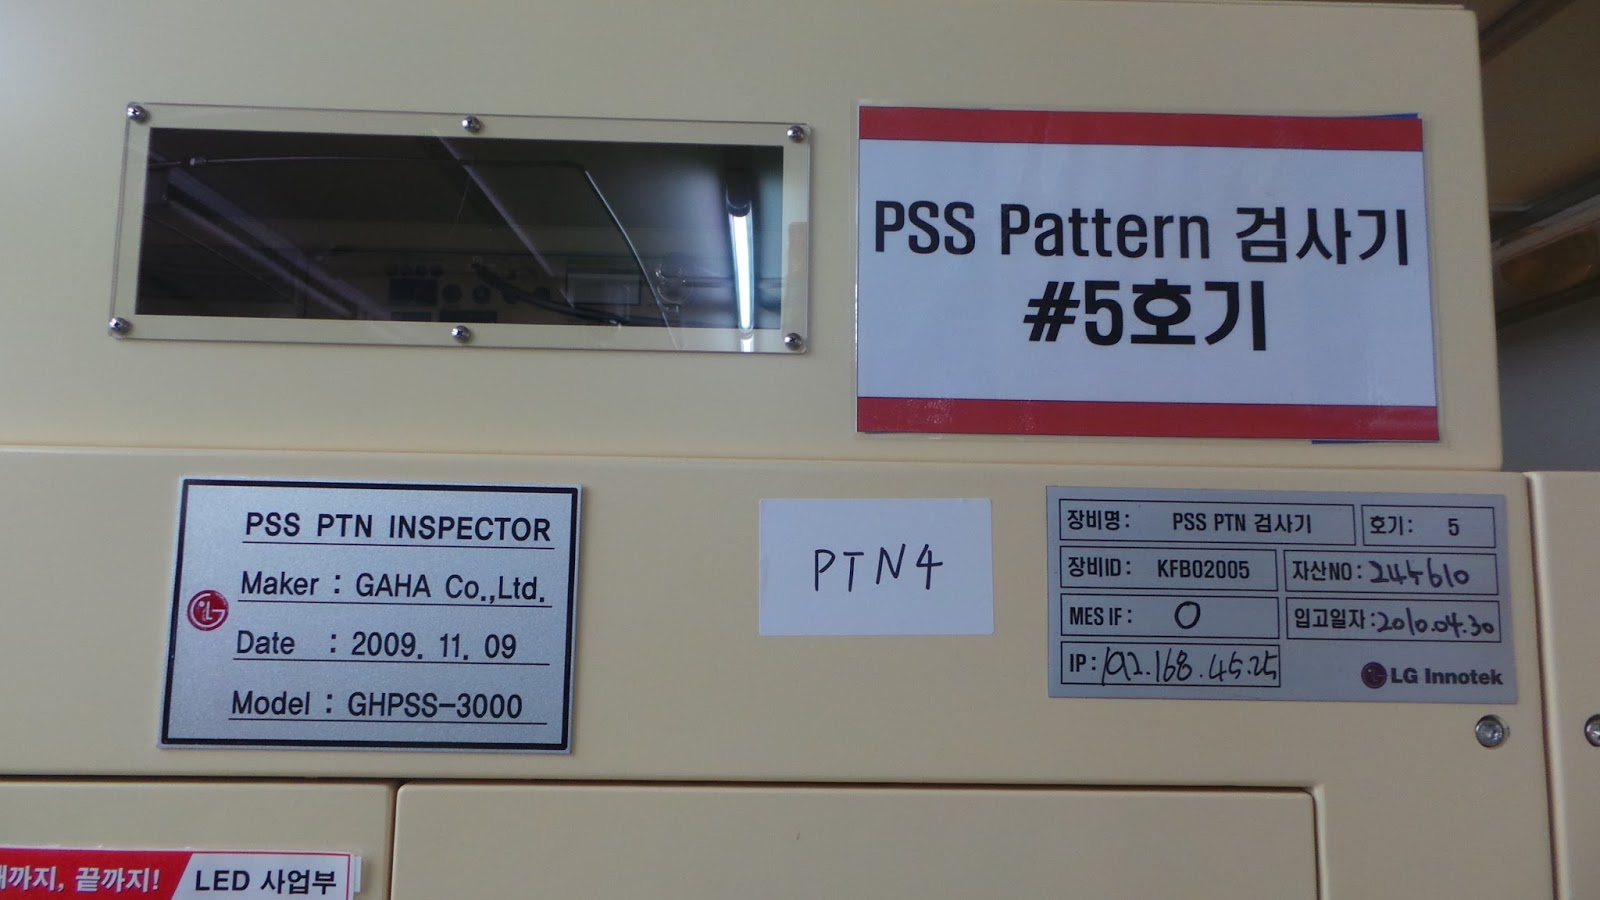 PSS Pattern 검사기
#5호기
PSS PTN INSPECTOR
Maker : GAHA Co.,Ltd.
Date : 2009. 11. 09
Model : GHPSS-3000
PTN4
장비명: PSS PTN 검사기 호기: 5
장비ID: KFB02005 자산NO: 244610
MES IF: O 입고일자: 2010.04.30
IP: 192.168.45.25
LG Innotek
끝까지! LED 사업부